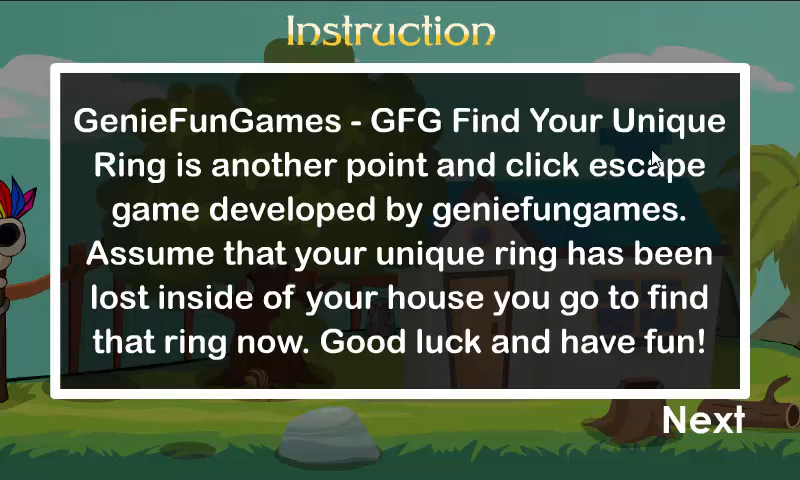 Instruction
GenieFunGames - GFG Find Your Unique
Ring is another point and click escape
game developed by geniefungames.
Assume that your unique ring has been
lost inside of your house you go to find
that ring now. Good luck and have fun!
Next